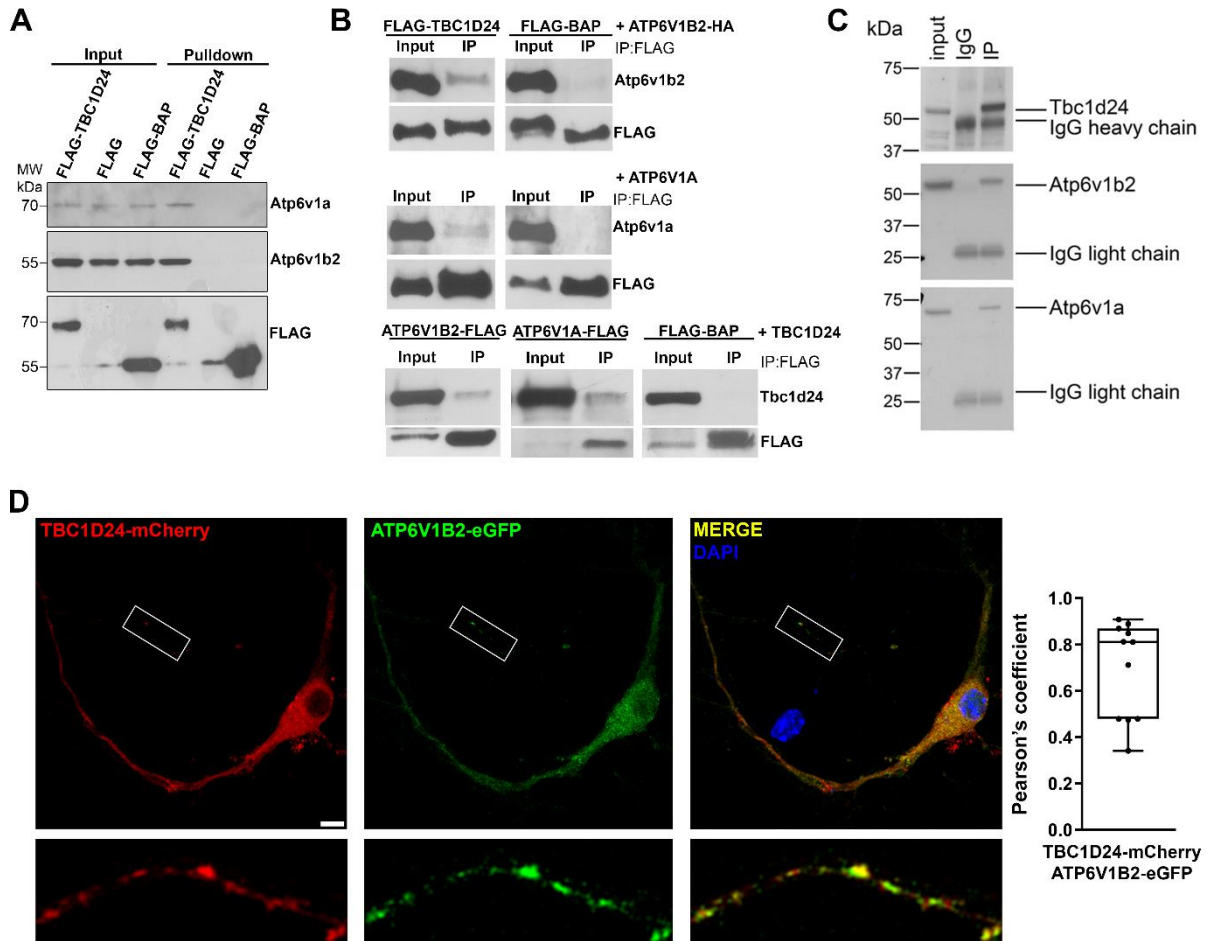 A
Input Pulldown
FLAG-TBC1D24 FLAG FLAG-BAP FLAG-TBC1D24 FLAG FLAG-BAP
MW
kDa
70 Atp6v1a
55 Atp6v1b2
70 FLAG
55
B
FLAG-TBC1D24 FLAG-BAP + ATP6V1B2-HA
Input IP Input IP IP:FLAG
Atp6v1b2
FLAG
+ ATP6V1A
Input IP Input IP IP:FLAG
Atp6v1a
FLAG
ATP6V1B2-FLAG ATP6V1A-FLAG FLAG-BAP + TBC1D24
Input IP Input IP Input IP IP:FLAG
Tbc1d24
FLAG
C
kDa input IgG IP
75
Tbc1d24
50
IgG heavy chain
37
50 Atp6v1b2
37
25 IgG light chain
75 Atp6v1a
50
37
25 IgG light chain
D
TBC1D24-mCherry ATP6V1B2-eGFP MERGE
DAPI
Pearson's coefficient
1.0
0.8
0.6
0.4
0.2
0.0
TBC1D24-mCherry
ATP6V1B2-eGFP